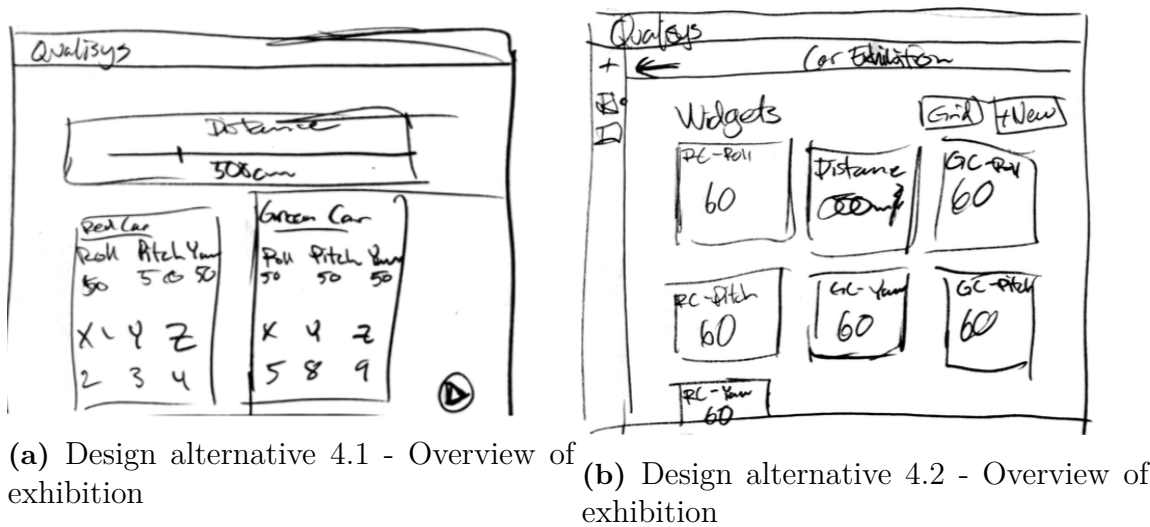 Qualisys
Distance
508cm
Red Car
Roll Pitch Yaw
50 50 50
X Y Z
2 3 4
Green Car
Roll Pitch Yaw
50 50 50
X Y Z
5 8 9
(a) Design alternative 4.1 - Overview of
exhibition
Qualisys
+
Car Exhibition
Widgets
Grid
+New
RC-Roll
60
Distance
GC-Roll
60
RC-Pitch
60
GC-Yaw
60
GC-Pitch
60
RC-Yaw
60
(b) Design alternative 4.2 - Overview of
exhibition